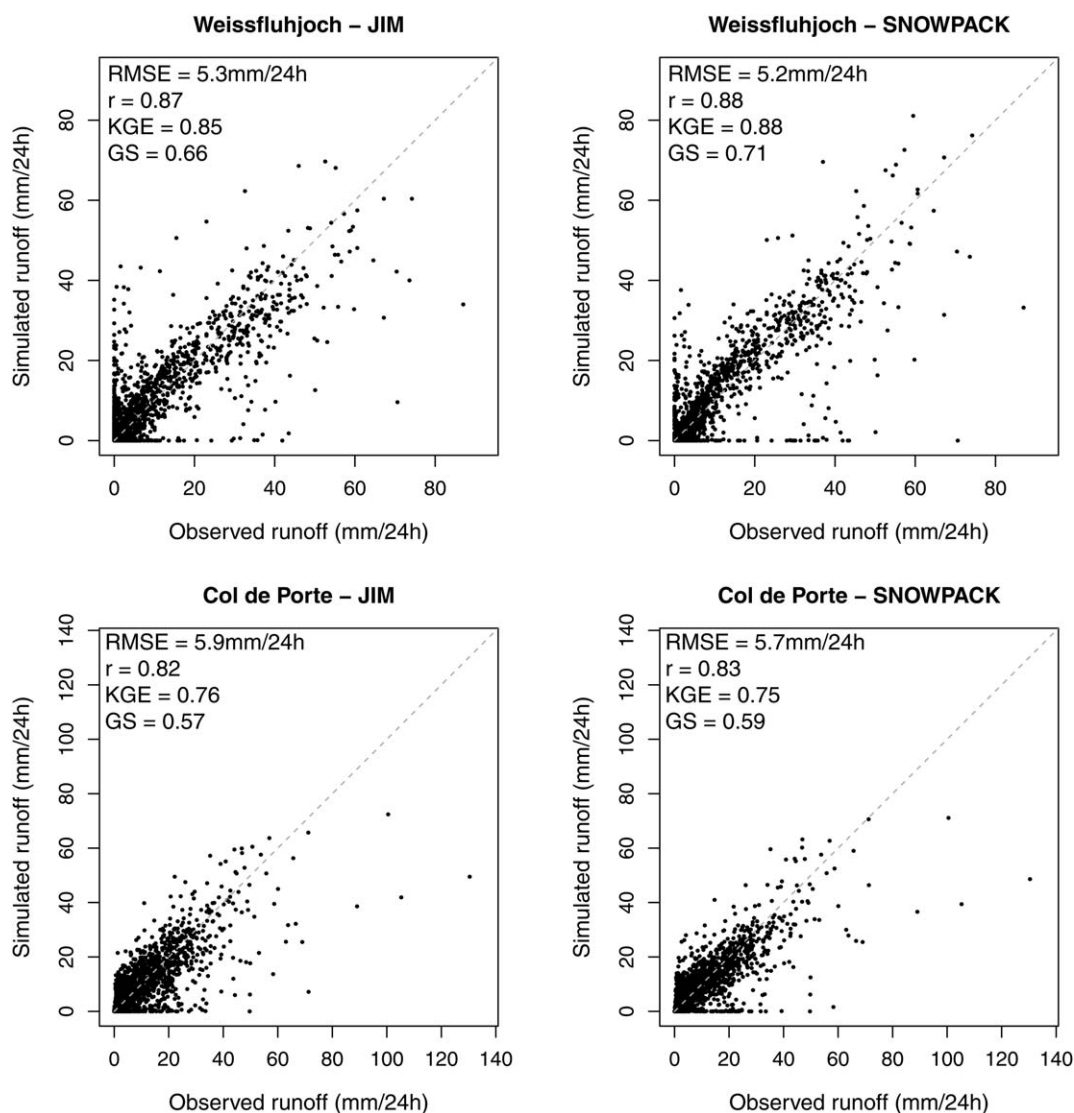 Weissfluhjoch – JIM
RMSE = 5.3mm/24h
r = 0.87
KGE = 0.85
GS = 0.66
Simulated runoff (mm/24h)
80
60
40
20
0
0 20 40 60 80
Observed runoff (mm/24h)
Weissfluhjoch – SNOWPACK
RMSE = 5.2mm/24h
r = 0.88
KGE = 0.88
GS = 0.71
Simulated runoff (mm/24h)
80
60
40
20
0
0 20 40 60 80
Observed runoff (mm/24h)
Col de Porte – JIM
RMSE = 5.9mm/24h
r = 0.82
KGE = 0.76
GS = 0.57
Simulated runoff (mm/24h)
140
120
100
80
60
40
20
0
0 20 40 60 80 100 120 140
Observed runoff (mm/24h)
Col de Porte – SNOWPACK
RMSE = 5.7mm/24h
r = 0.83
KGE = 0.75
GS = 0.59
Simulated runoff (mm/24h)
140
120
100
80
60
40
20
0
0 20 40 60 80 100 120 140
Observed runoff (mm/24h)